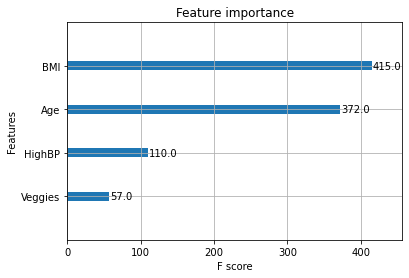 Feature importance
Features
BMI 415.0
Age 372.0
HighBP 110.0
Veggies 57.0
0 100 200 300 400
F score